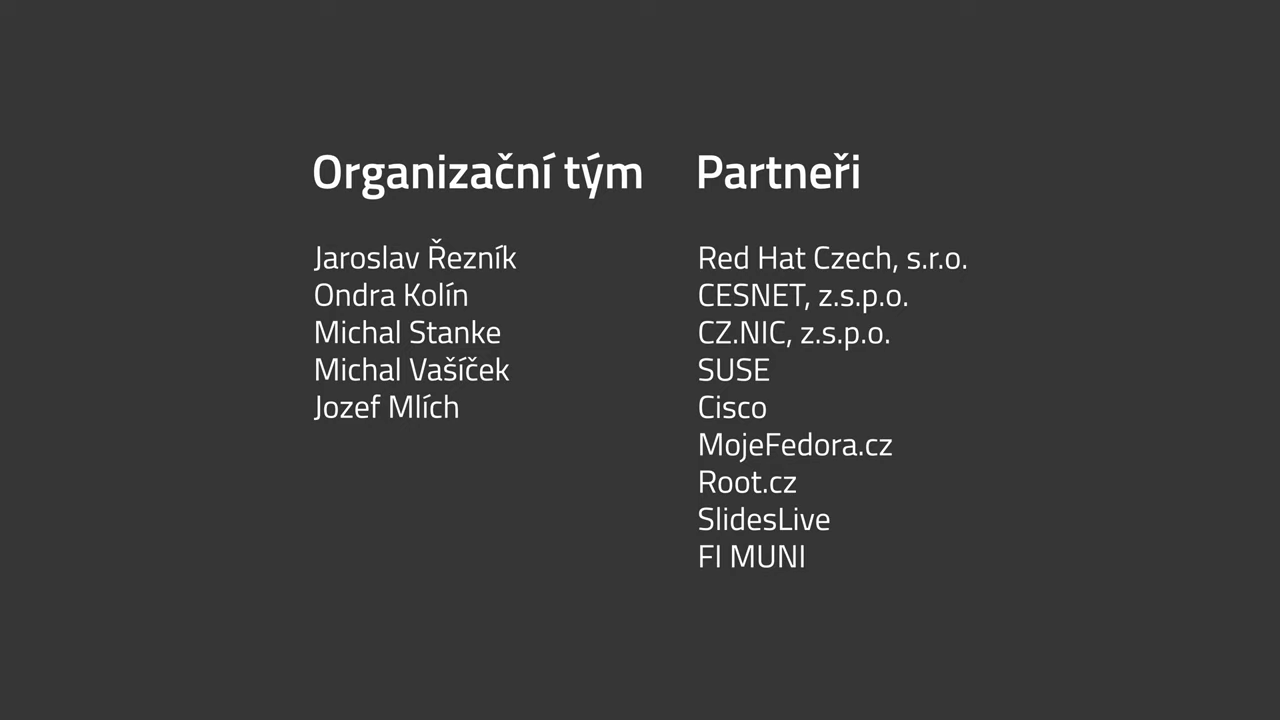 Organizační tým
Jaroslav Řezník
Ondra Kolín
Michal Stanke
Michal Vašíček
Jozef Mlích
Partneři
Red Hat Czech, s.r.o.
CESNET, z.s.p.o.
CZ.NIC, z.s.p.o.
SUSE
Cisco
MojeFedora.cz
Root.cz
SlidesLive
FI MUNI